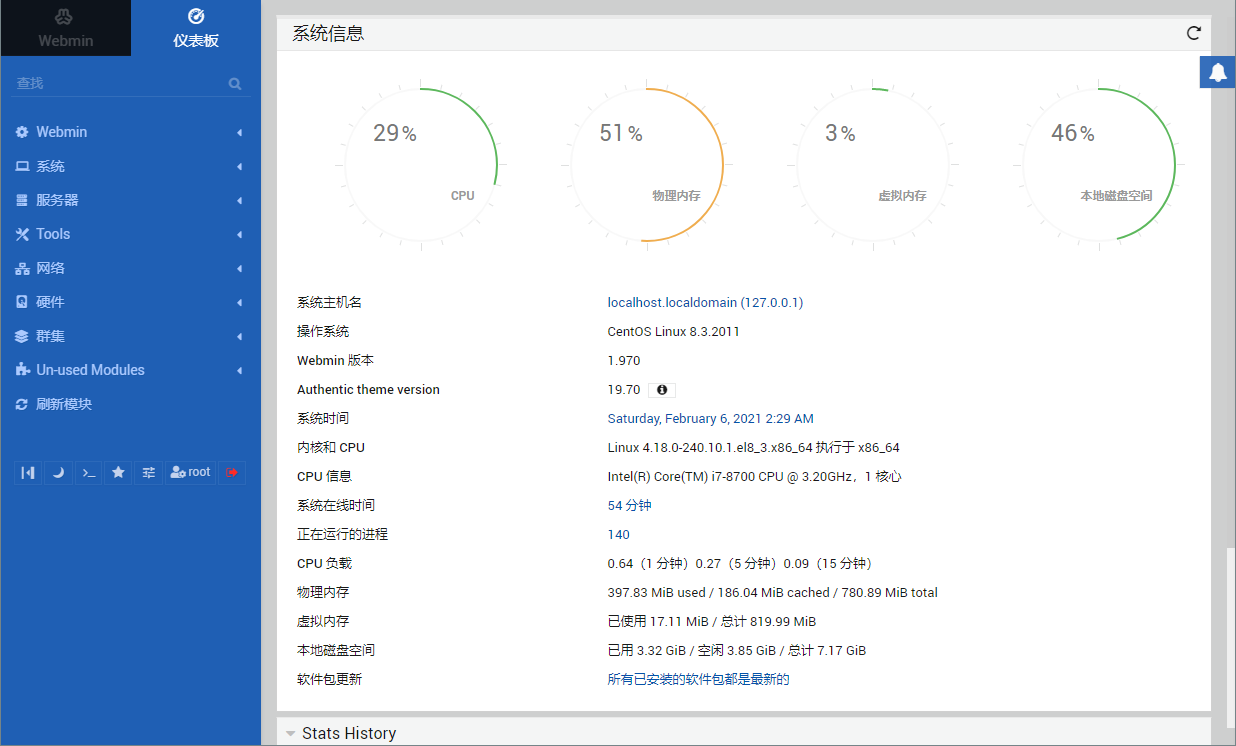 Webmin
仪表板
查找
Webmin
系统
服务器
Tools
网络
硬件
群集
Un-used Modules
刷新模块
root
系统信息
29%
CPU
51%
物理内存
3%
虚拟内存
46%
本地磁盘空间
系统主机名 localhost.localdomain (127.0.0.1)
操作系统 CentOS Linux 8.3.2011
Webmin 版本 1.970
Authentic theme version 19.70
系统时间 Saturday, February 6, 2021 2:29 AM
内核和 CPU Linux 4.18.0-240.10.1.el8_3.x86_64 执行于 x86_64
CPU 信息 Intel(R) Core(TM) i7-8700 CPU @ 3.20GHz，1 核心
系统在线时间 54 分钟
正在运行的进程 140
CPU 负载 0.64（1 分钟）0.27（5 分钟）0.09（15 分钟）
物理内存 397.83 MiB used / 186.04 MiB cached / 780.89 MiB total
虚拟内存 已使用 17.11 MiB / 总计 819.99 MiB
本地磁盘空间 已用 3.32 GiB / 空闲 3.85 GiB / 总计 7.17 GiB
软件包更新 所有已安装的软件包都是最新的
Stats History